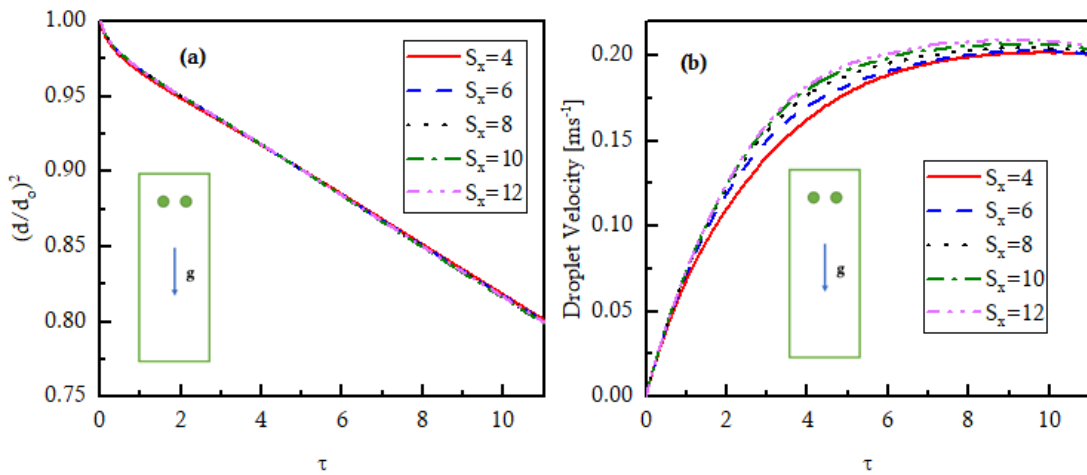 (a)
S_x=4
S_x=6
S_x=8
S_x=10
S_x=12
g
(d/d_o)^2
1.00
0.95
0.90
0.85
0.80
0.75
0 2 4 6 8 10
τ
(b)
S_x=4
S_x=6
S_x=8
S_x=10
S_x=12
g
Droplet Velocity [ms^-1]
0.20
0.15
0.10
0.05
0.00
0 2 4 6 8 10
τ